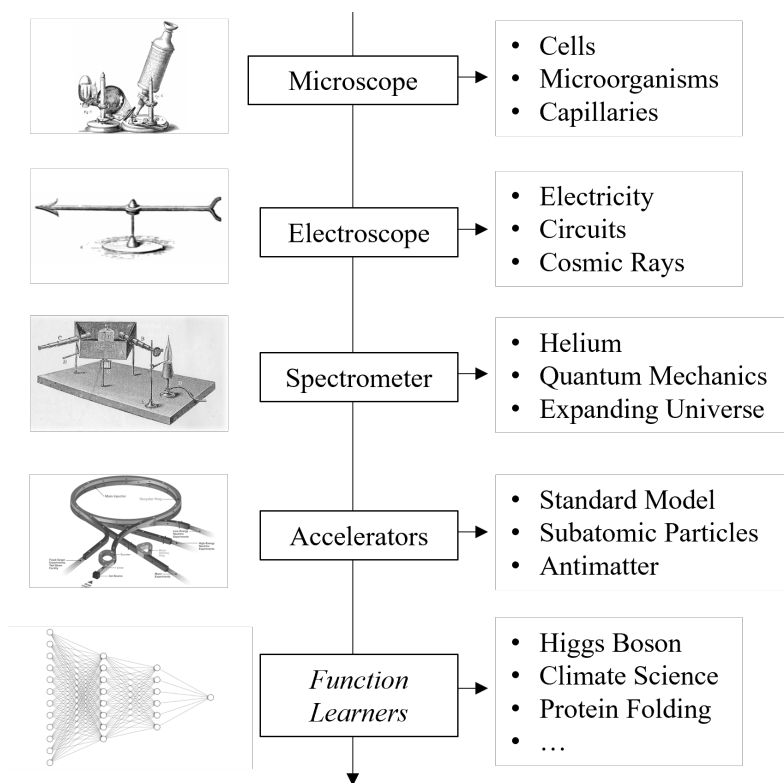 Microscope
• Cells
• Microorganisms
• Capillaries
Electroscope
• Electricity
• Circuits
• Cosmic Rays
Spectrometer
• Helium
• Quantum Mechanics
• Expanding Universe
Accelerators
• Standard Model
• Subatomic Particles
• Antimatter
Function
Learners
• Higgs Boson
• Climate Science
• Protein Folding
• …